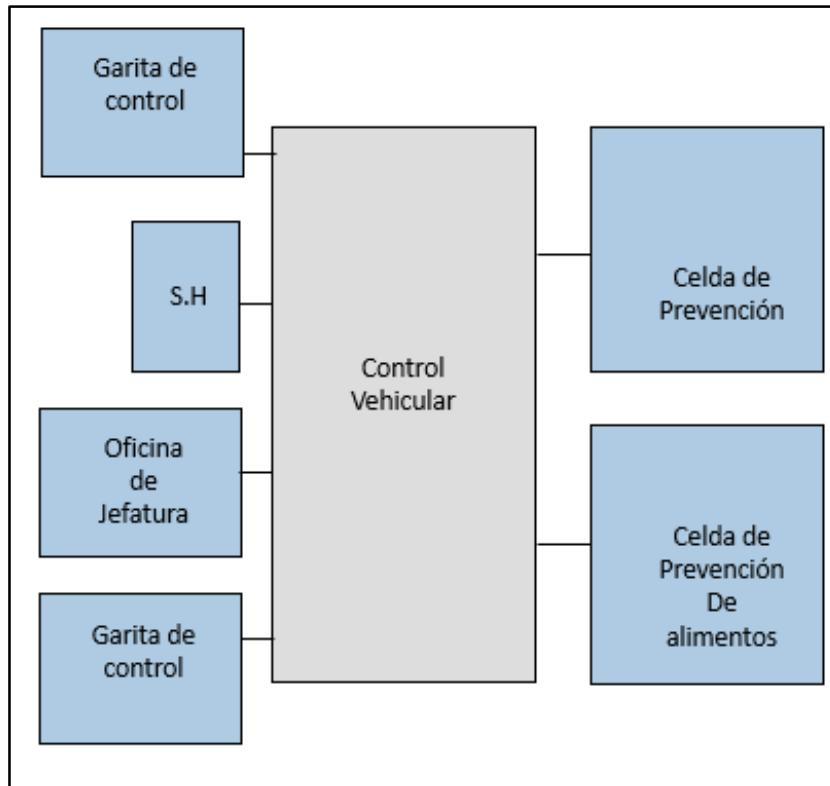 Garita de
control
S.H
Oficina
de
Jefatura
Garita de
control
Control
Vehicular
Celda de
Prevención
Celda de
Prevención
De
alimentos